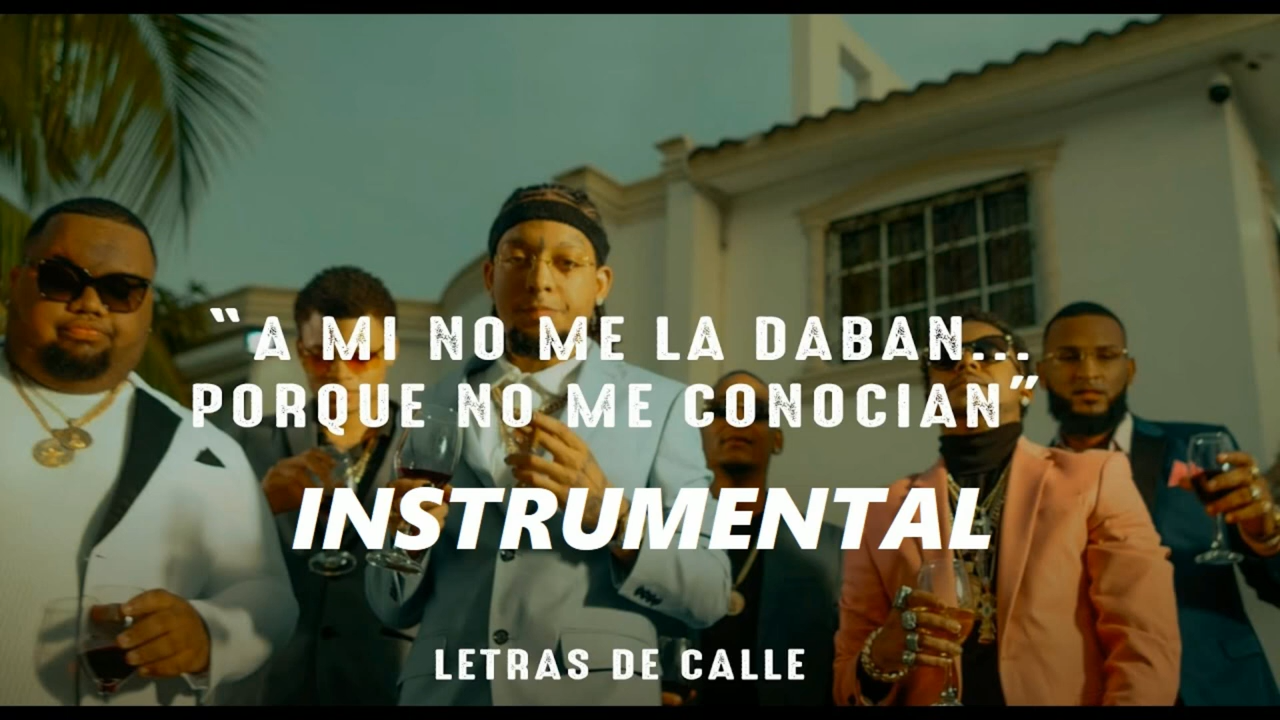 “A MI NO ME LA DABAN...
PORQUE NO ME CONOCIAN”
INSTRUMENTAL
LETRAS DE CALLE